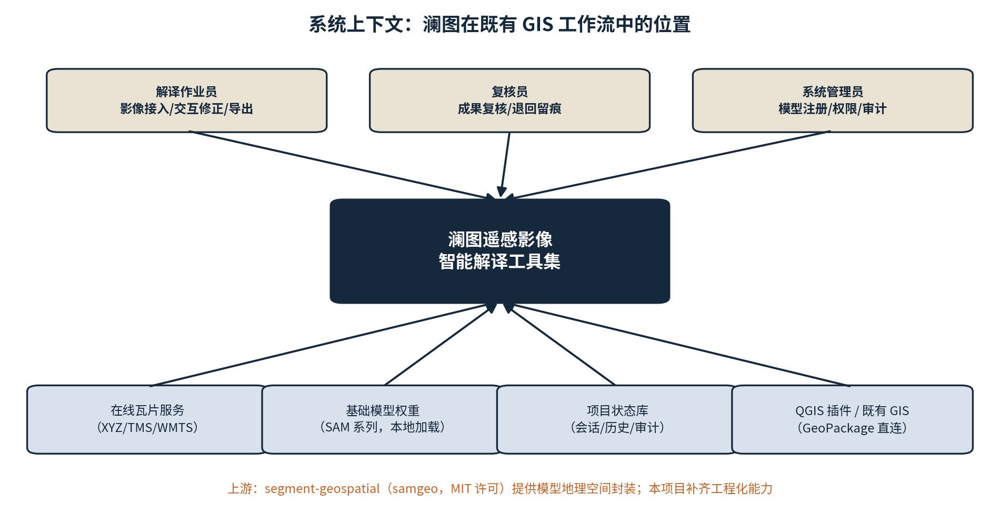 系统上下文：澜图在既有 GIS 工作流中的位置
解译作业员
影像接入/交互修正/导出
复核员
成果复核/退回留痕
系统管理员
模型注册/权限/审计
澜图遥感影像
智能解译工具集
在线瓦片服务
（XYZ/TMS/WMTS）
基础模型权重
（SAM 系列，本地加载）
项目状态库
（会话/历史/审计）
QGIS 插件 / 既有 GIS
（GeoPackage 直连）
上游：segment-geospatial（samgeo，MIT 许可）提供模型地理空间封装；本项目补齐工程化能力